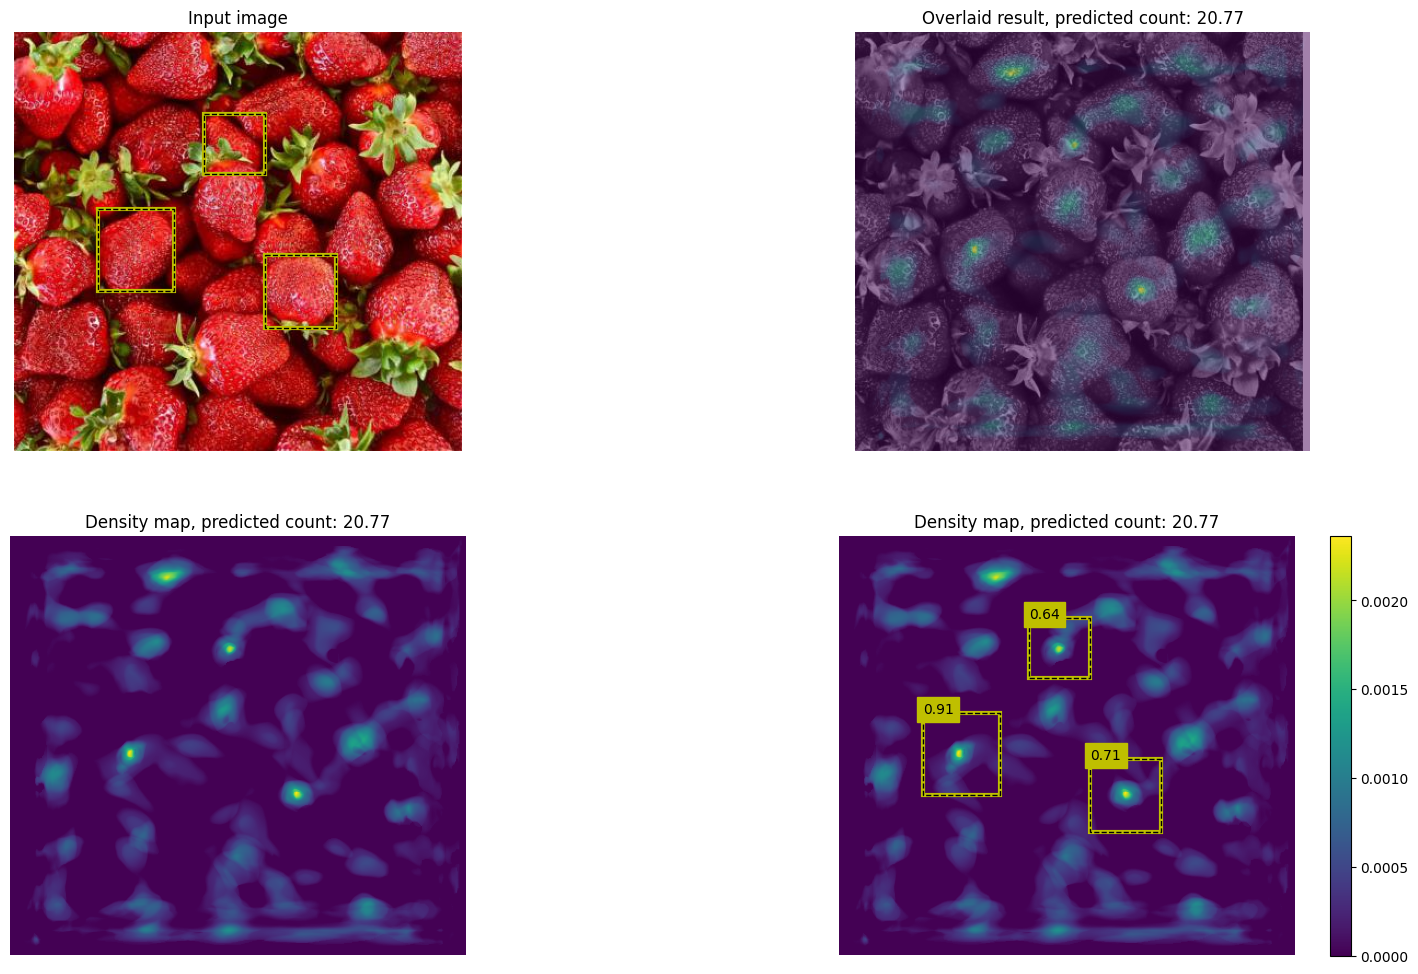 Input image
Overlaid result, predicted count: 20.77
Density map, predicted count: 20.77
Density map, predicted count: 20.77
0.64
0.91
0.71
0.0020
0.0015
0.0010
0.0005
0.0000